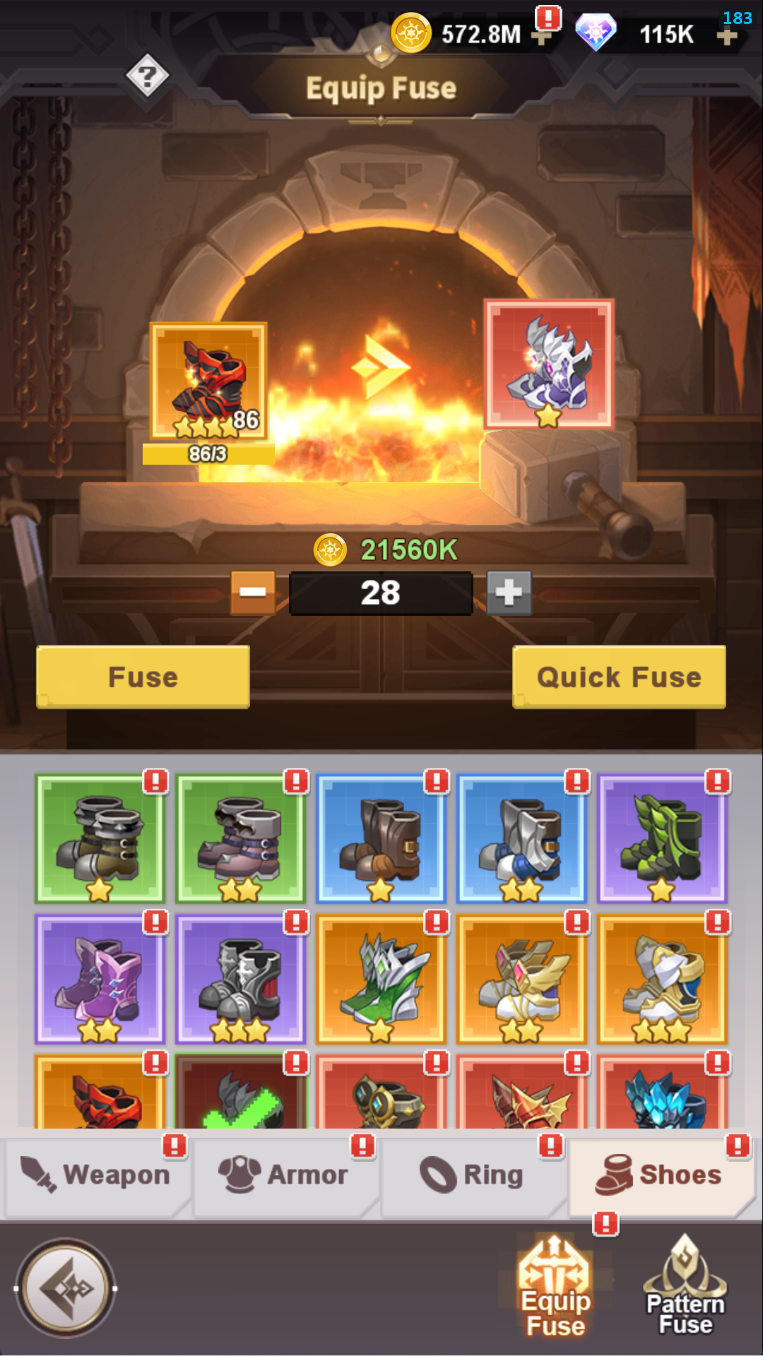 183
572.8M
115K
?
Equip Fuse
86
86/3
21560K
28
Fuse
Quick Fuse
Weapon
Armor
Ring
Shoes
Equip
Fuse
Pattern
Fuse